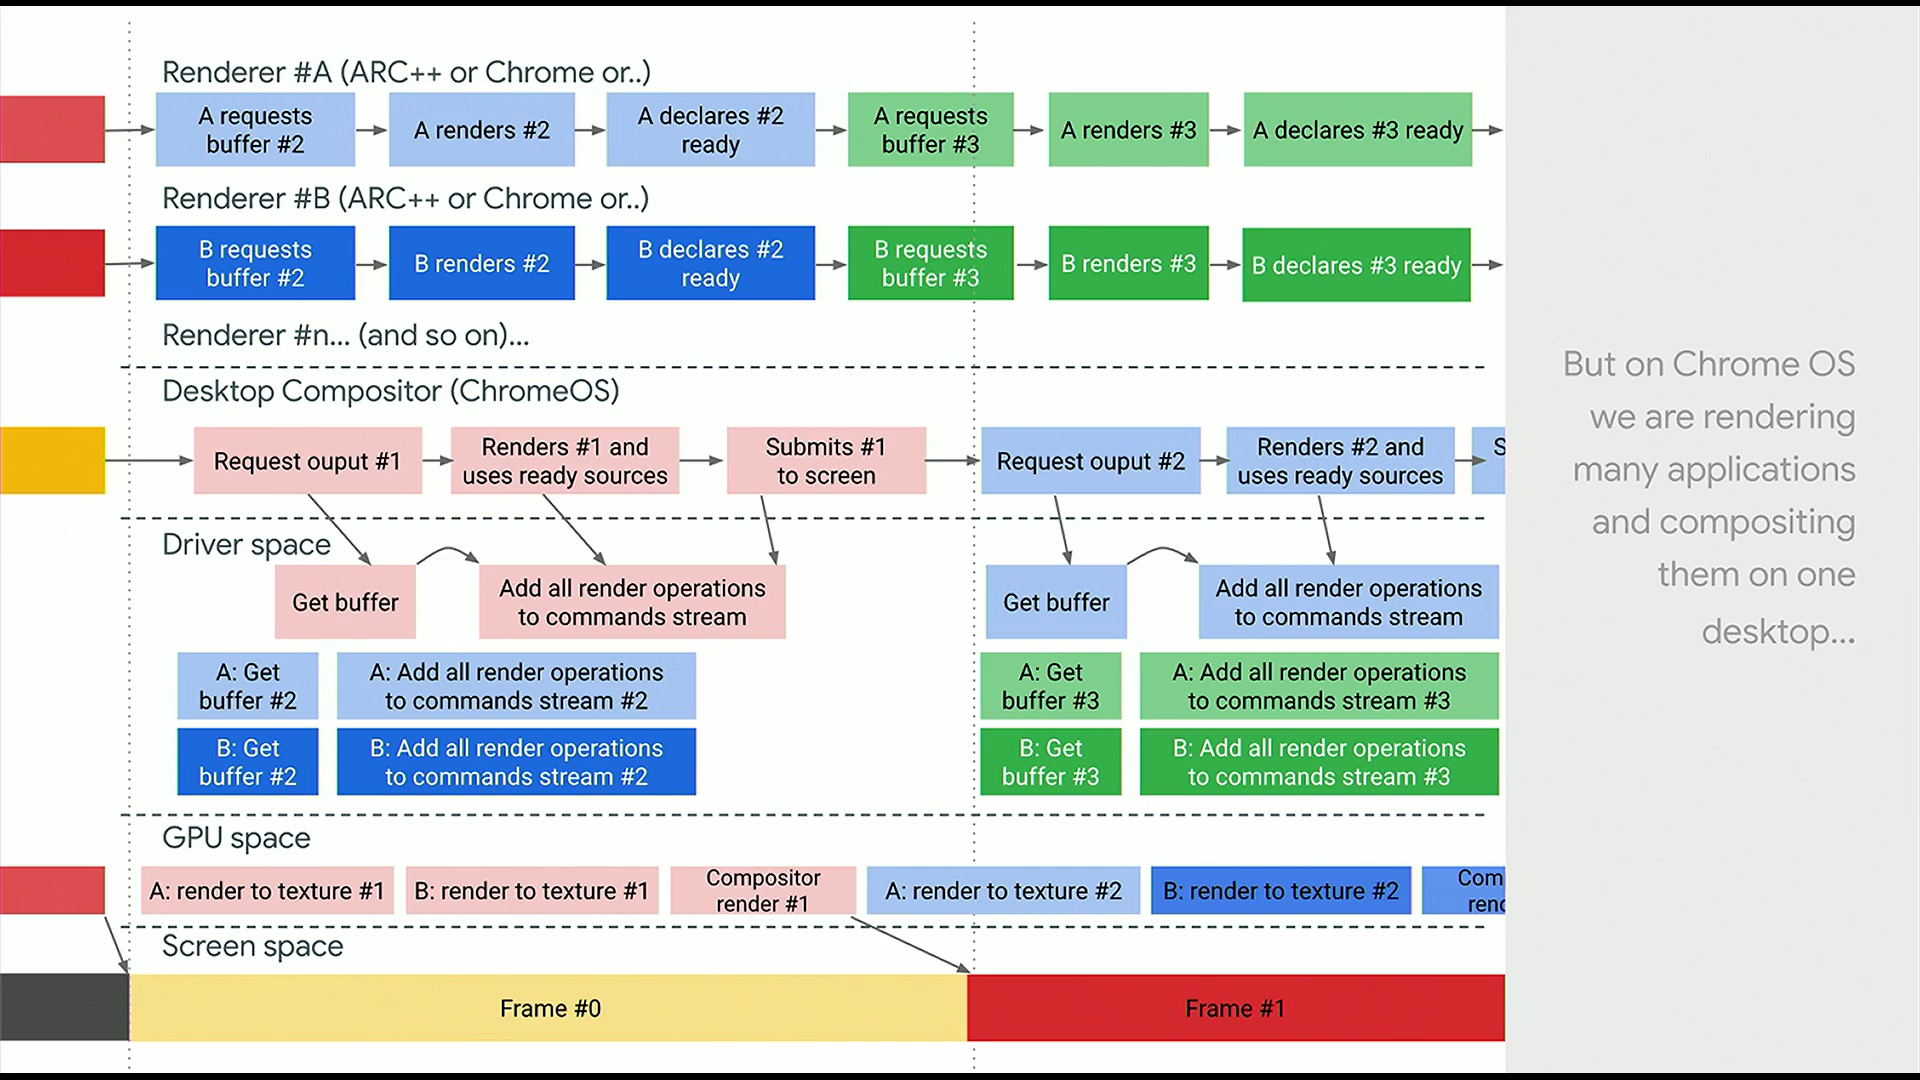 Renderer #A (ARC++ or Chrome or..)
A requests
buffer #2
A renders #2
A declares #2
ready
A requests
buffer #3
A renders #3
A declares #3 ready
Renderer #B (ARC++ or Chrome or..)
B requests
buffer #2
B renders #2
B declares #2
ready
B requests
buffer #3
B renders #3
B declares #3 ready
Renderer #n... (and so on)...
Desktop Compositor (ChromeOS)
Request ouput #1
Renders #1 and
uses ready sources
Submits #1
to screen
Request ouput #2
Renders #2 and
uses ready sources
S
Driver space
Get buffer
Add all render operations
to commands stream
Get buffer
Add all render operations
to commands stream
A: Get
buffer #2
A: Add all render operations
to commands stream #2
A: Get
buffer #3
A: Add all render operations
to commands stream #3
B: Get
buffer #2
B: Add all render operations
to commands stream #2
B: Get
buffer #3
B: Add all render operations
to commands stream #3
GPU space
A: render to texture #1
B: render to texture #1
Compositor
render #1
A: render to texture #2
B: render to texture #2
Com
ren
Screen space
Frame #0
Frame #1
But on Chrome OS
we are rendering
many applications
and compositing
them on one
desktop...